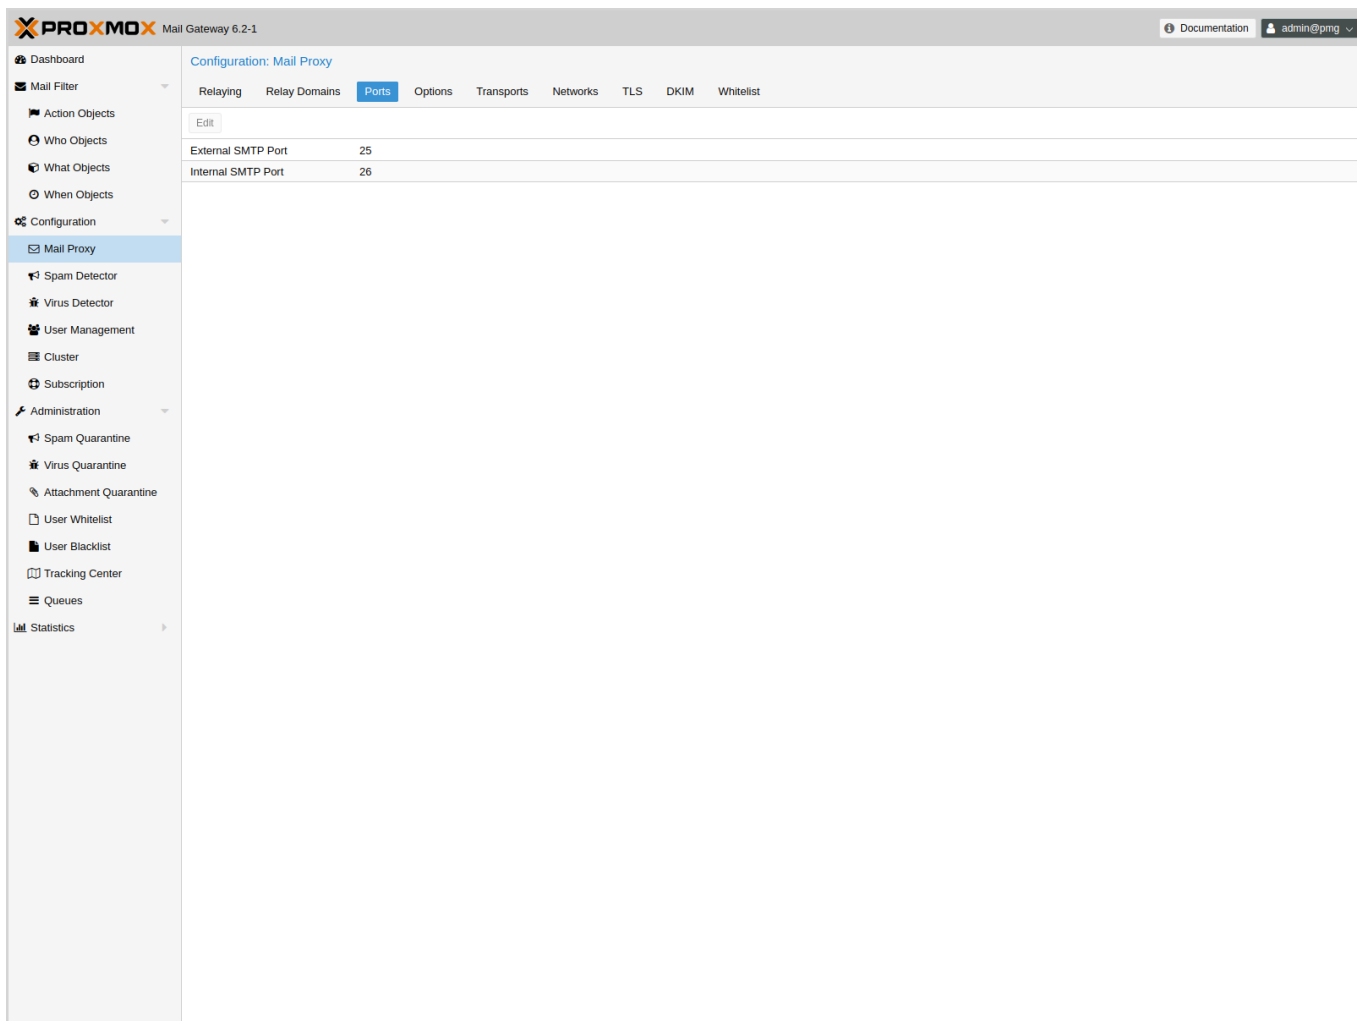 PROXMOX Mail Gateway 6.2-1 Documentation admin@pmg
Dashboard
Mail Filter
Action Objects
Who Objects
What Objects
When Objects
Configuration
Mail Proxy
Spam Detector
Virus Detector
User Management
Cluster
Subscription
Administration
Spam Quarantine
Virus Quarantine
Attachment Quarantine
User Whitelist
User Blacklist
Tracking Center
Queues
Statistics
Configuration: Mail Proxy
Relaying Relay Domains Ports Options Transports Networks TLS DKIM Whitelist
Edit
External SMTP Port 25
Internal SMTP Port 26